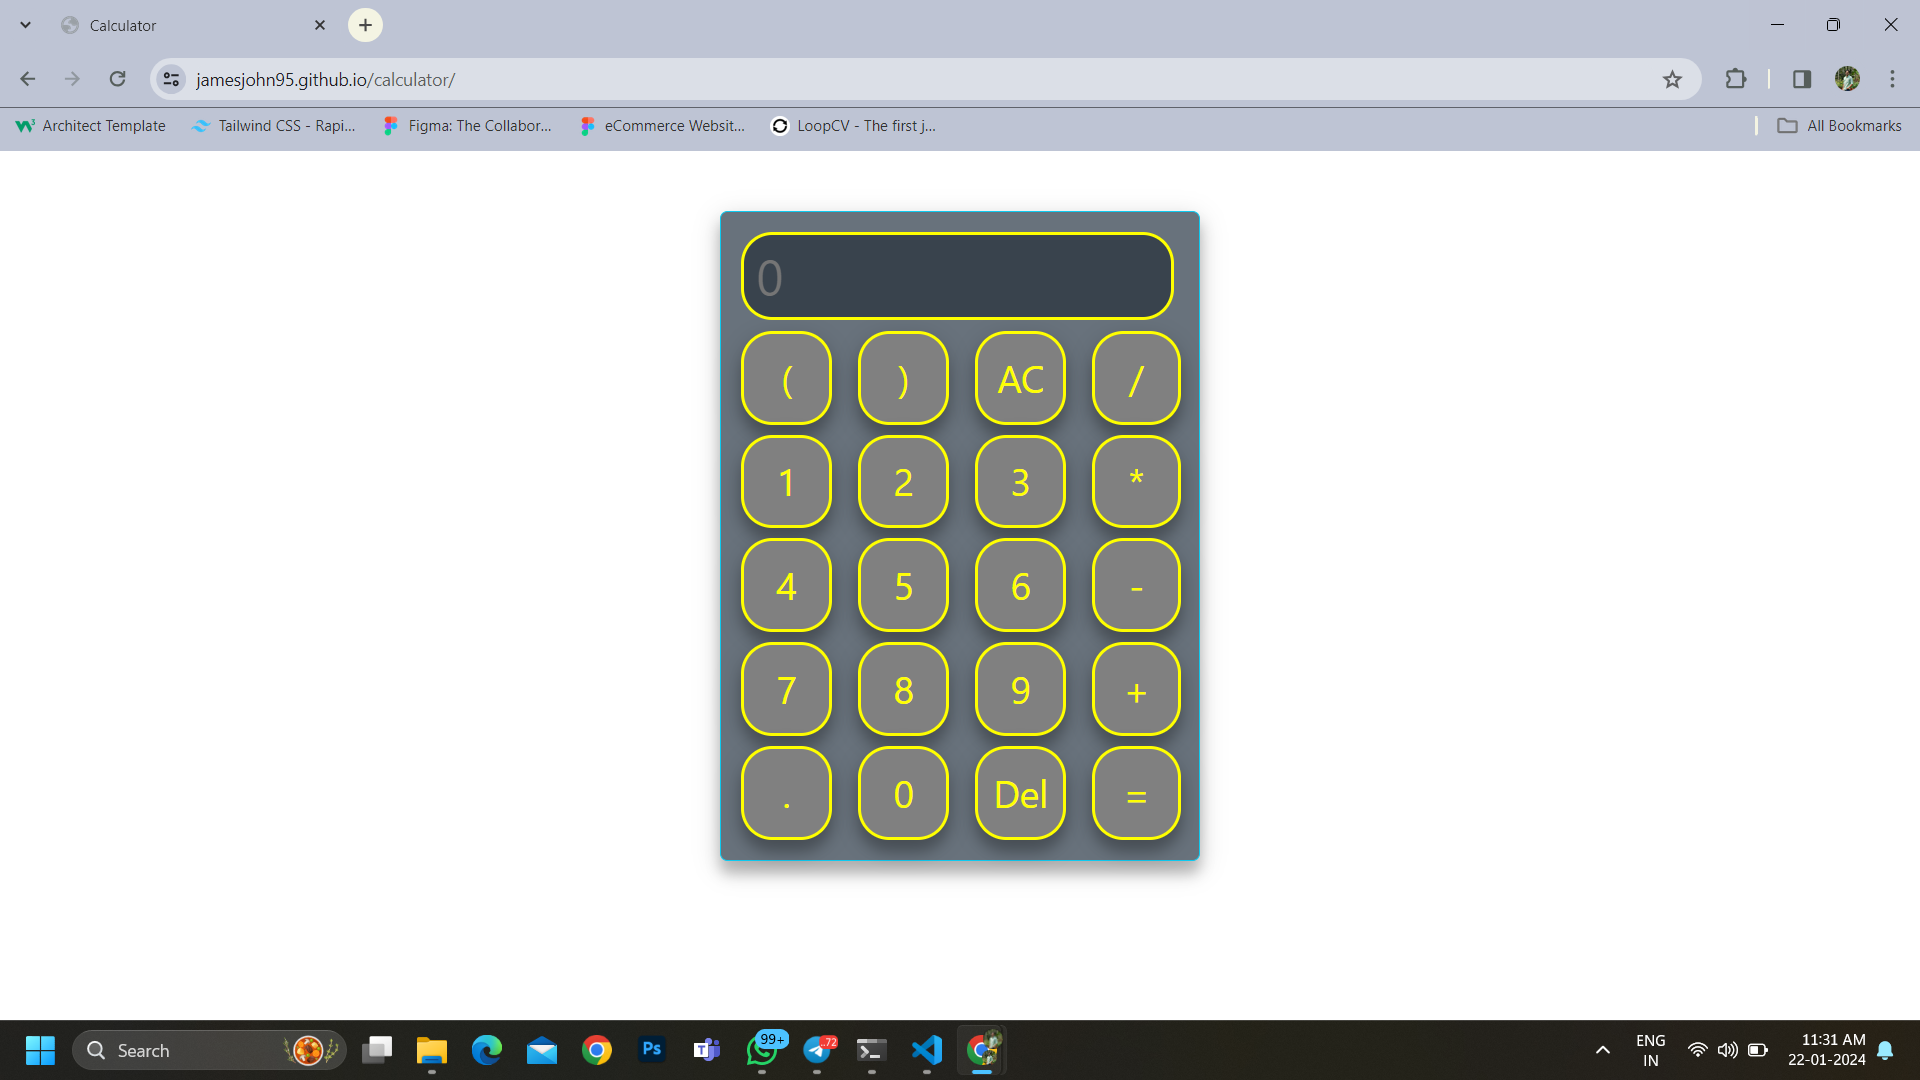 Calculator
jamesjohn95.github.io/calculator/
Architect Template Tailwind CSS - Rapi... Figma: The Collabor... eCommerce Websit... LoopCV - The first j... All Bookmarks
0
( ) AC /
1 2 3 *
4 5 6 -
7 8 9 +
. 0 Del =
Search Ps 99+ 72 ENG 11:31 AM
IN 22-01-2024